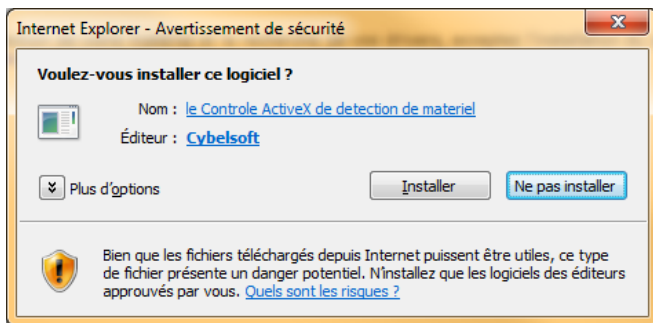 Internet Explorer - Avertissement de sécurité
Voulez-vous installer ce logiciel ?
Nom : le Controle ActiveX de detection de materiel
Éditeur : Cybelsoft
Plus d'options
Installer
Ne pas installer
Bien que les fichiers téléchargés depuis Internet puissent être utiles, ce type
de fichier présente un danger potentiel. N'installez que les logiciels des éditeurs
approuvés par vous. Quels sont les risques ?